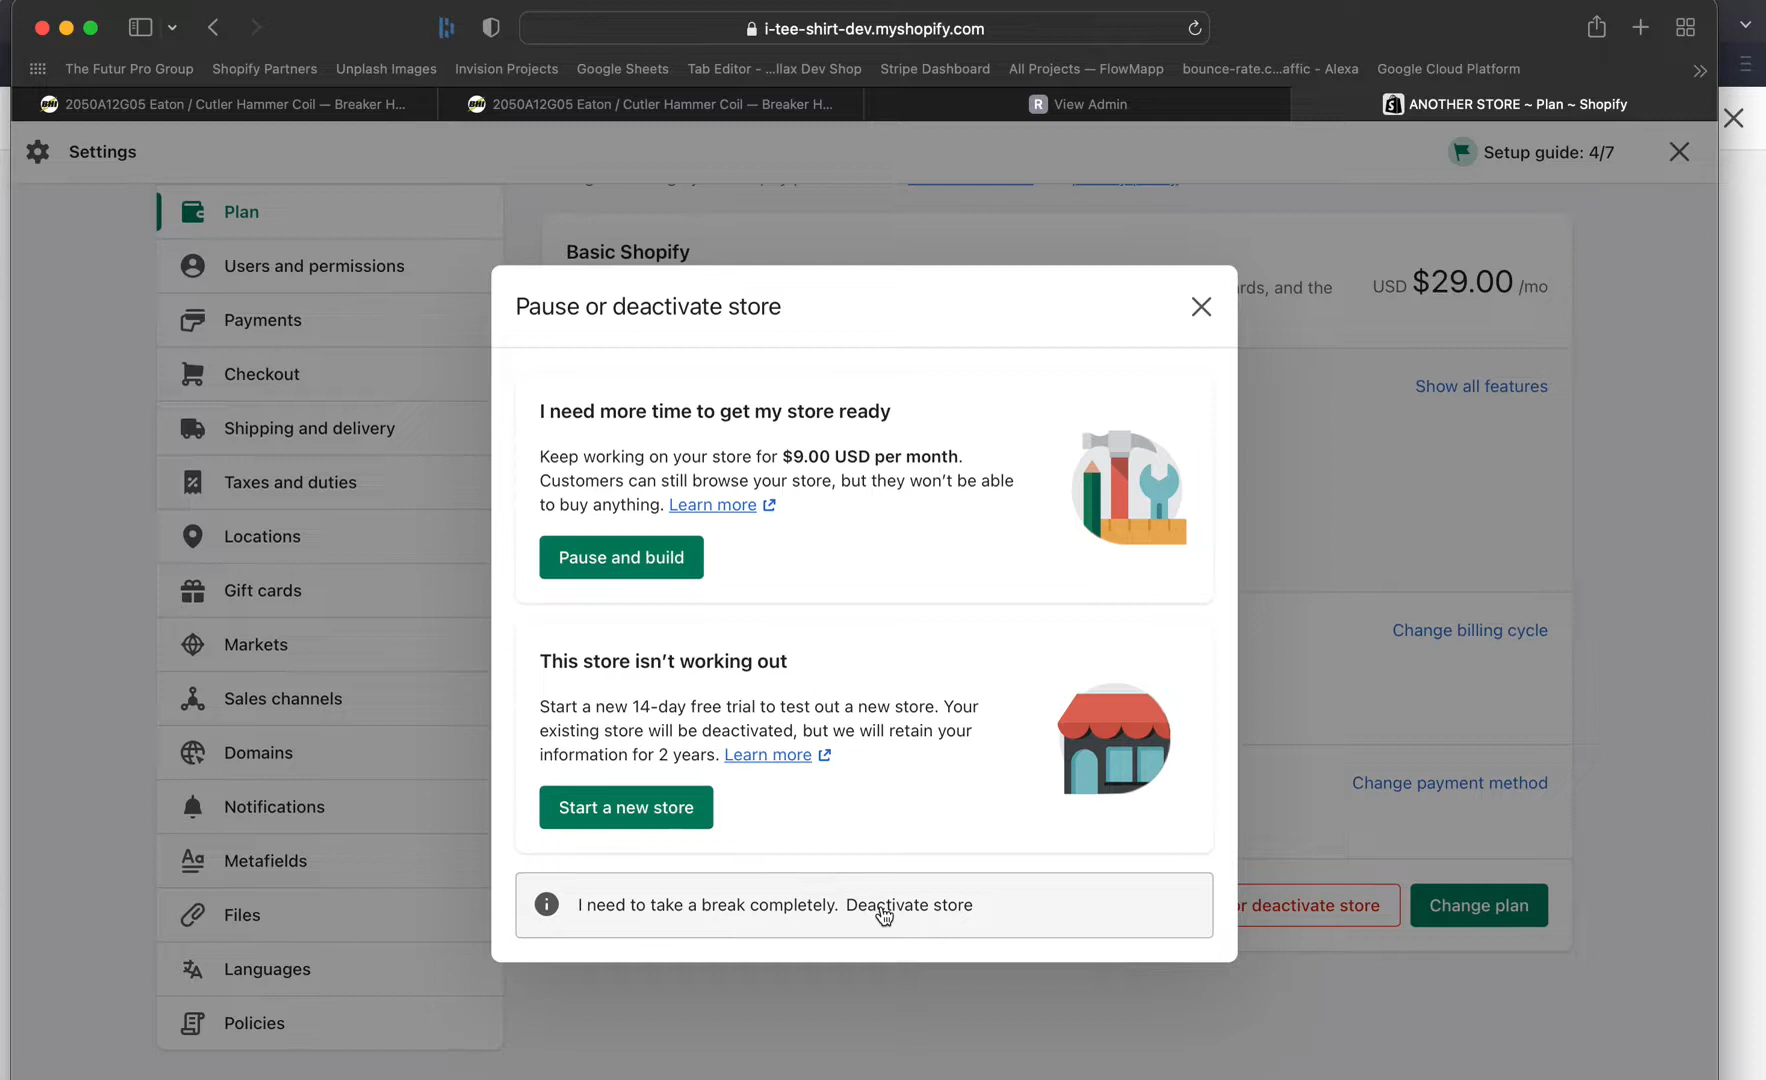 i-tee-shirt-dev.myshopify.com
The Futur Pro Group Shopify Partners Unplash Images Invision Projects Google Sheets Tab Editor - ...llax Dev Shop Stripe Dashboard All Projects — FlowMapp bounce-rate.c...affic - Alexa Google Cloud Platform
BHI 2050A12G05 Eaton / Cutler Hammer Coil — Breaker H... BHI 2050A12G05 Eaton / Cutler Hammer Coil — Breaker H... R View Admin ANOTHER STORE ~ Plan ~ Shopify
Settings Setup guide: 4/7
Plan
Users and permissions
Payments
Checkout
Shipping and delivery
Taxes and duties
Locations
Gift cards
Markets
Sales channels
Domains
Notifications
Metafields
Files
Languages
Policies
Basic Shopify
rds, and the USD $29.00 /mo
Show all features
Change billing cycle
Change payment method
or deactivate store Change plan
Pause or deactivate store
I need more time to get my store ready
Keep working on your store for $9.00 USD per month.
Customers can still browse your store, but they won't be able
to buy anything. Learn more
Pause and build
This store isn't working out
Start a new 14-day free trial to test out a new store. Your
existing store will be deactivated, but we will retain your
information for 2 years. Learn more
Start a new store
I need to take a break completely. Deactivate store